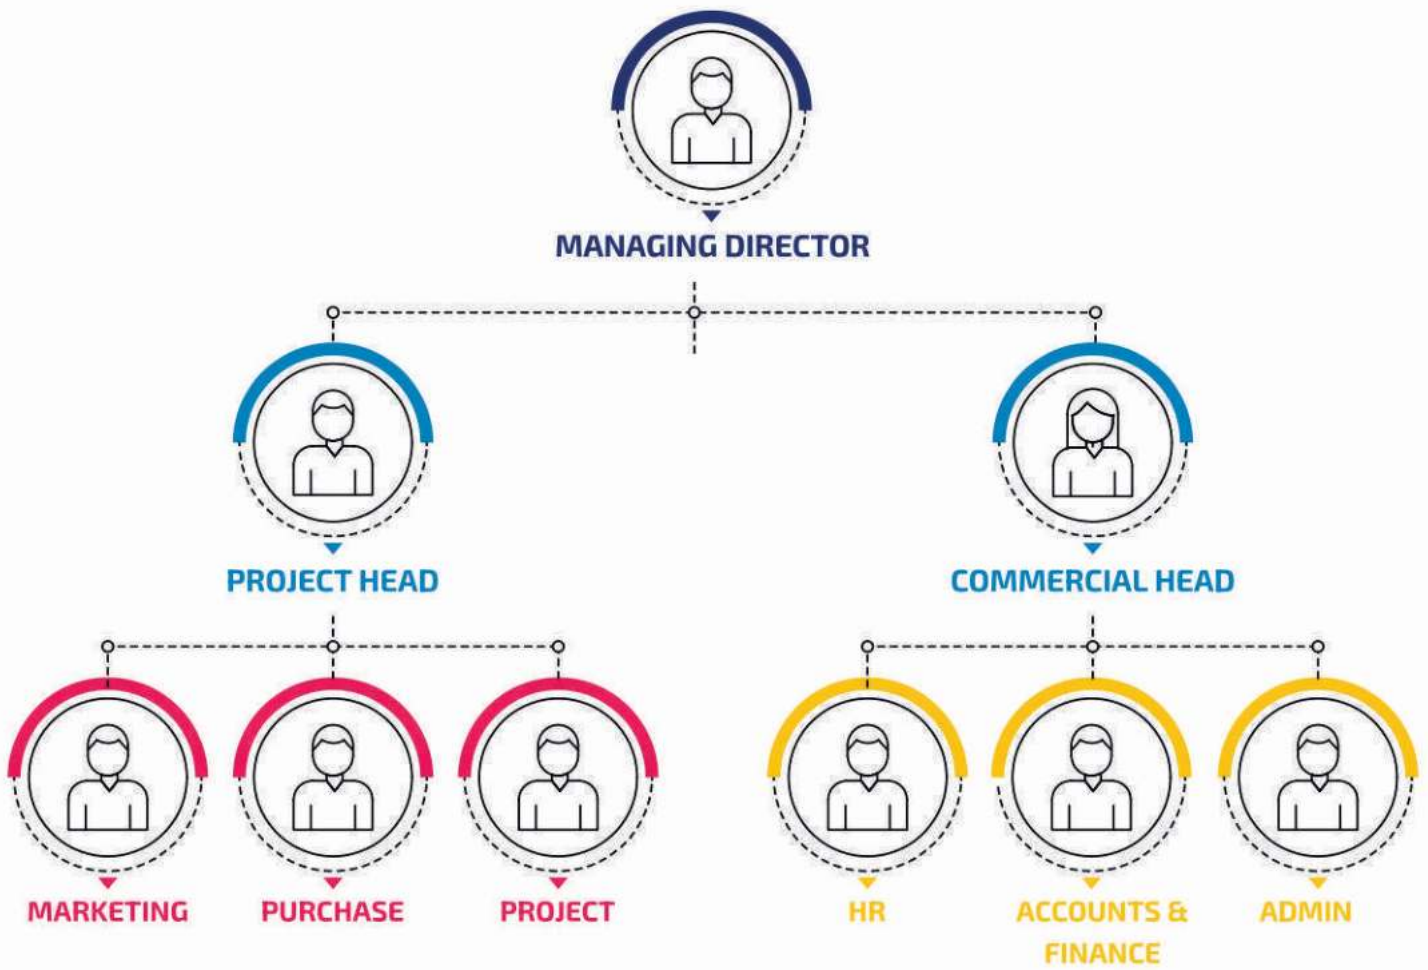 MANAGING DIRECTOR
PROJECT HEAD
COMMERCIAL HEAD
MARKETING
PURCHASE
PROJECT
HR
ACCOUNTS &
FINANCE
ADMIN